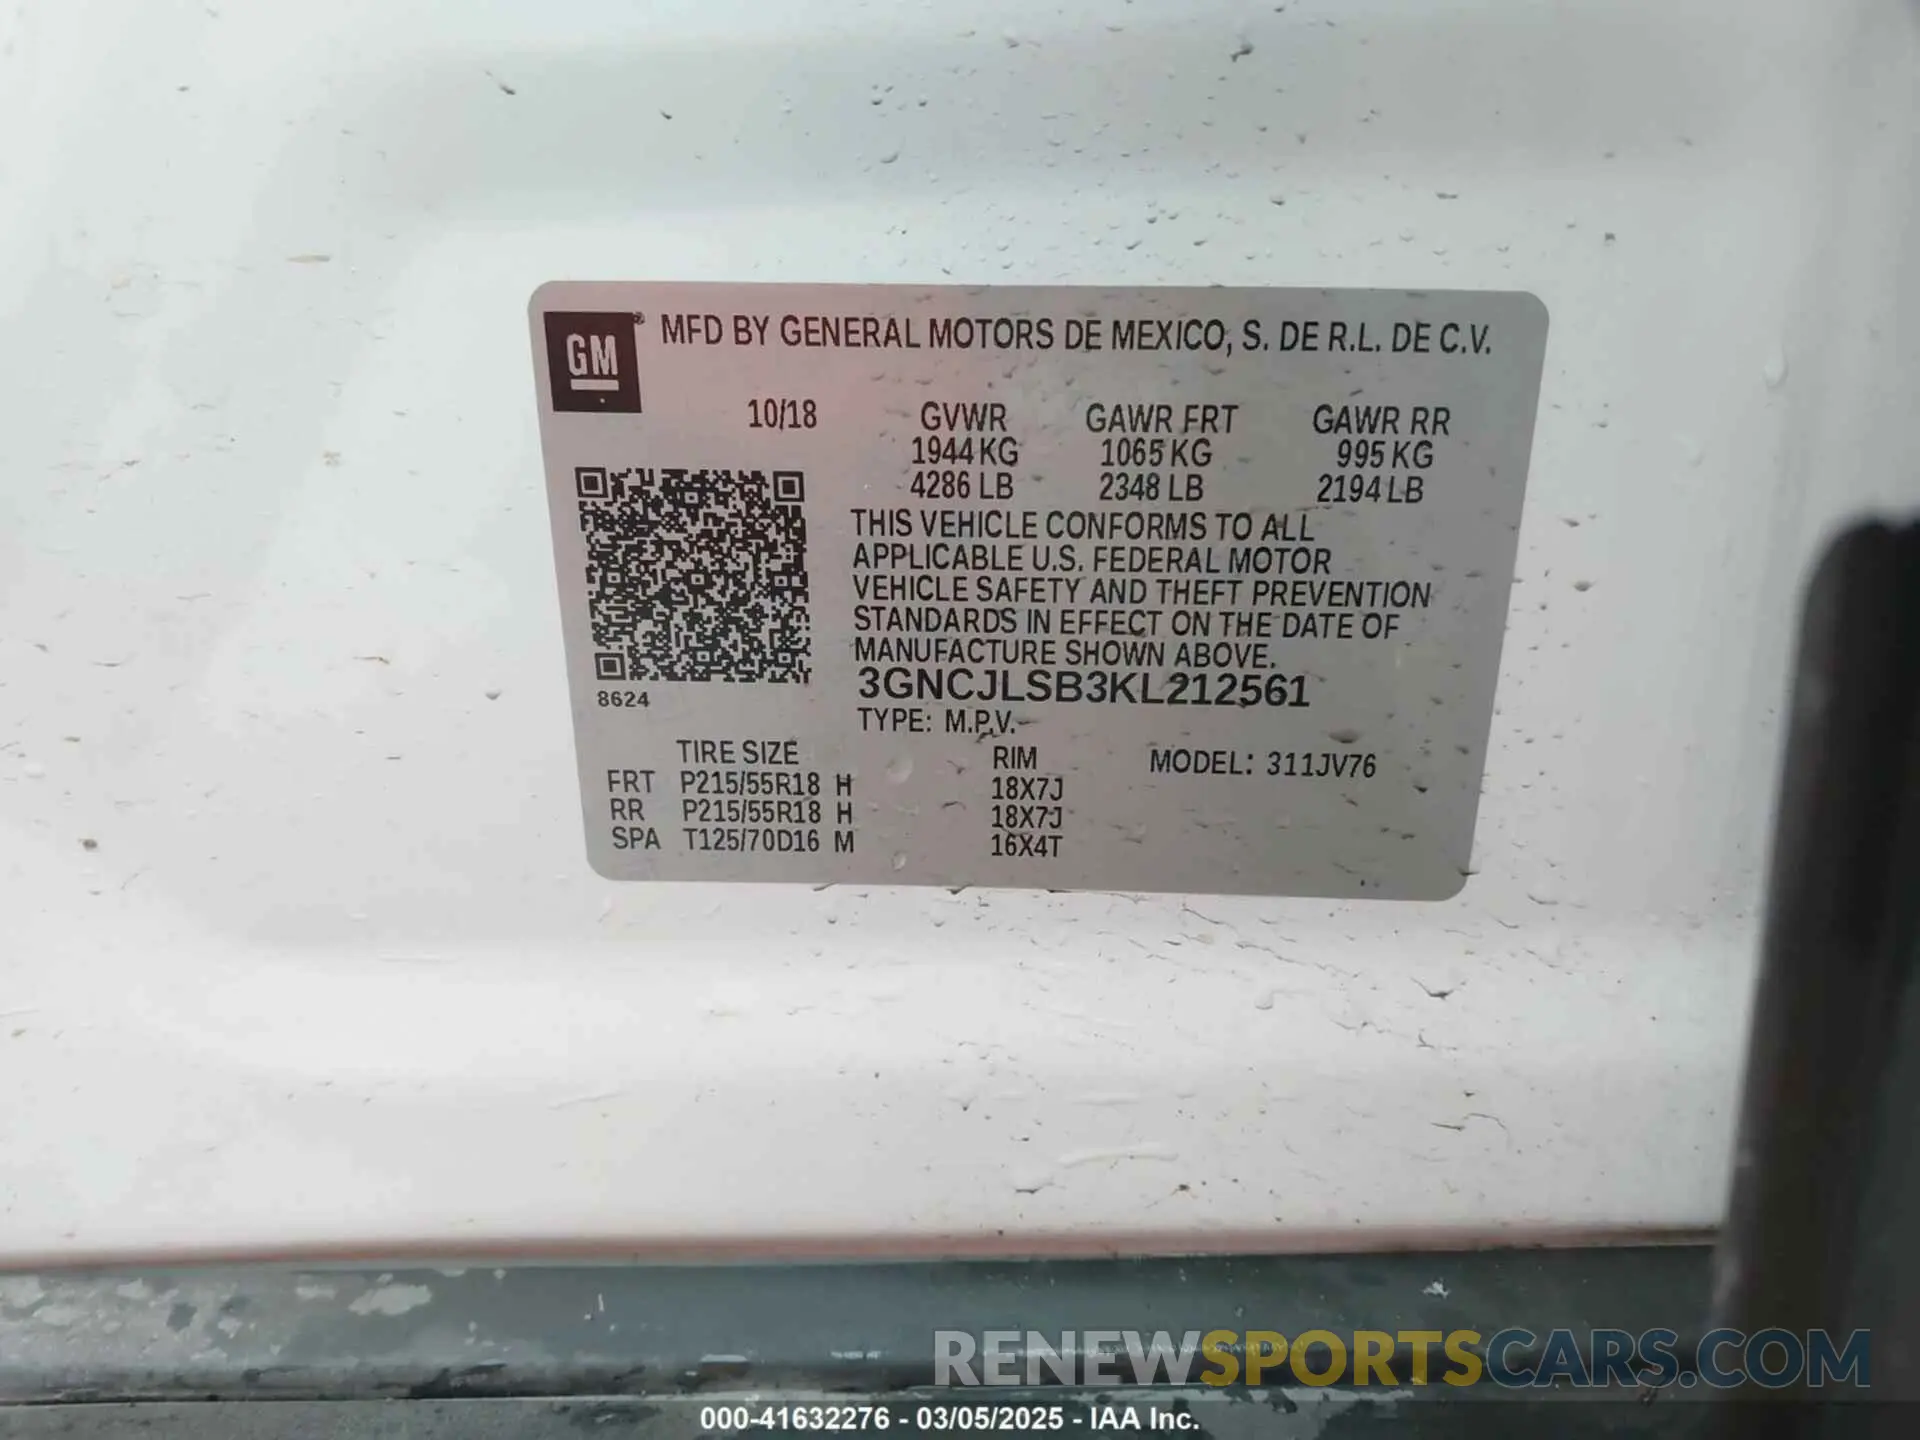 GM ® MFD BY GENERAL MOTORS DE MEXICO, S. DE R.L. DE C.V.
10/18 GVWR GAWR FRT GAWR RR
1944 KG 1065 KG 995 KG
4286 LB 2348 LB 2194 LB
THIS VEHICLE CONFORMS TO ALL
APPLICABLE U.S. FEDERAL MOTOR
VEHICLE SAFETY AND THEFT PREVENTION
STANDARDS IN EFFECT ON THE DATE OF
MANUFACTURE SHOWN ABOVE.
3GNCJLSB3KL212561
8624
TYPE: M.P.V.
TIRE SIZE RIM MODEL: 311JV76
FRT P215/55R18 H 18X7J
RR P215/55R18 H 18X7J
SPA T125/70D16 M 16X4T
RENEWSPORTSCARS.COM
000-41632276 - 03/05/2025 - IAA Inc.